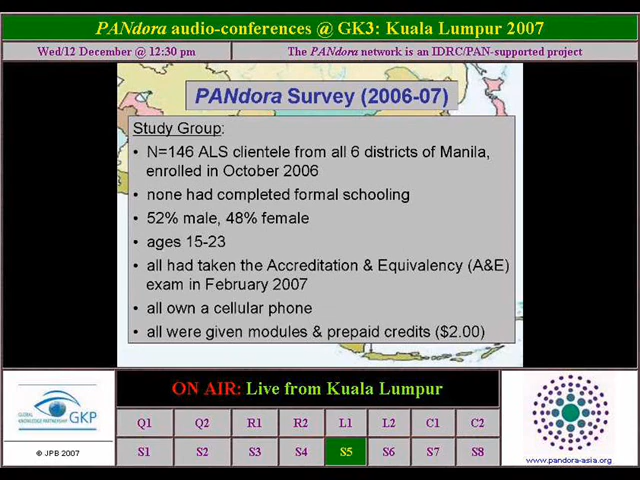 PANdora audio-conferences @ GK3: Kuala Lumpur 2007
Wed/12 December @ 12:30 pm
The PANdora network is an IDRC/PAN-supported project
PANdora Survey (2006-07)
Study Group:
• N=146 ALS clientele from all 6 districts of Manila,
enrolled in October 2006
• none had completed formal schooling
• 52% male, 48% female
• ages 15-23
• all had taken the Accreditation & Equivalency (A&E)
exam in February 2007
• all own a cellular phone
• all were given modules & prepaid credits ($2.00)
GLOBAL
KNOWLEDGE PARTNERSHIP
GKP
© JPB 2007
ON AIR: Live from Kuala Lumpur
Q1 Q2 R1 R2 L1 L2 C1 C2
S1 S2 S3 S4 S5 S6 S7 S8
www.pandora-asia.org